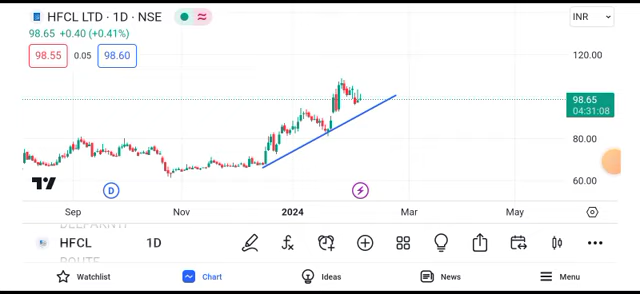 HFCL LTD · 1D · NSE
INR
98.65 +0.40 (+0.41%)
98.55 0.05 98.60
120.00
98.65
04:31:08
80.00
60.00
D
Sep Nov 2024 Mar May
HFCL 1D
Watchlist Chart Ideas News Menu